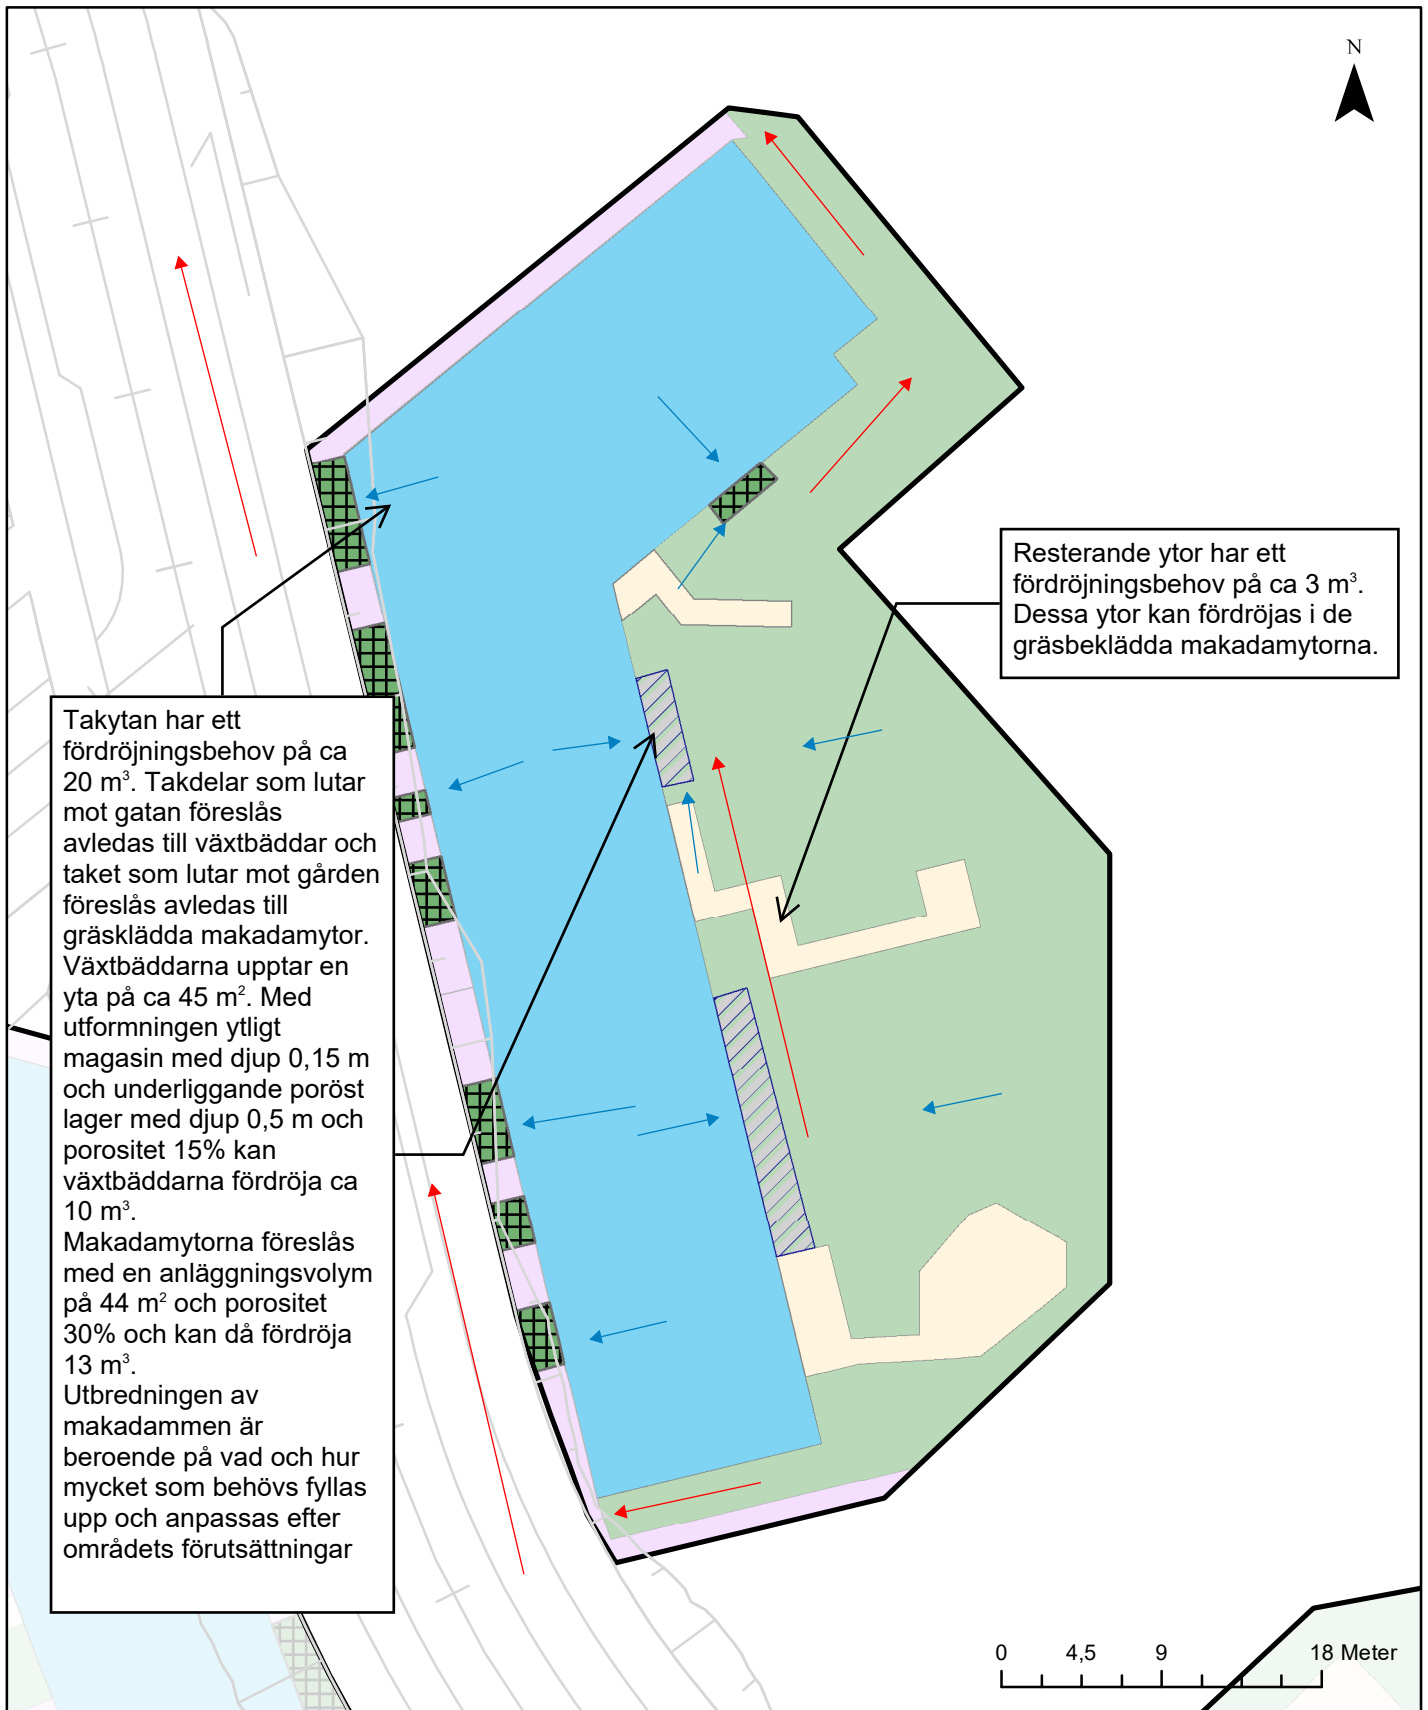 N
Resterande ytor har ett
fördröjningsbehov på ca 3 m³.
Dessa ytor kan fördröjas i de
gräsbeklädda makadamytorna.
Takytan har ett
fördröjningsbehov på ca
20 m³. Takdelar som lutar
mot gatan föreslås
avledas till växtbäddar och
taket som lutar mot gården
föreslås avledas till
gräsklädda makadamytor.
Växtbäddarna upptar en
yta på ca 45 m². Med
utformningen ytligt
magasin med djup 0,15 m
och underliggande poröst
lager med djup 0,5 m och
porositet 15% kan
växtbäddarna fördröja ca
10 m³.
Makadamytorna föreslås
med en anläggningsvolym
på 44 m² och porositet
30% och kan då fördröja
13 m³.
Utbredningen av
makadammen är
beroende på vad och hur
mycket som behövs fyllas
upp och anpassas efter
områdets förutsättningar
0 4,5 9 18 Meter